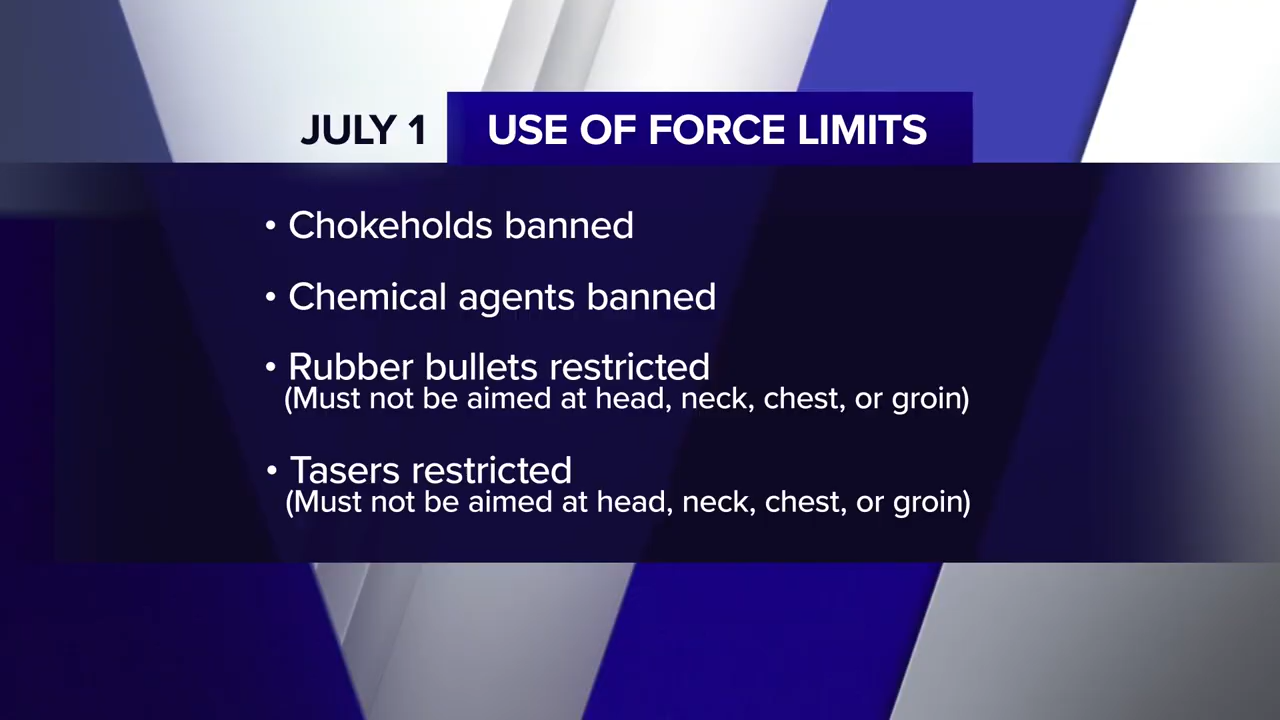 JULY 1 USE OF FORCE LIMITS
• Chokeholds banned
• Chemical agents banned
• Rubber bullets restricted
(Must not be aimed at head, neck, chest, or groin)
• Tasers restricted
(Must not be aimed at head, neck, chest, or groin)